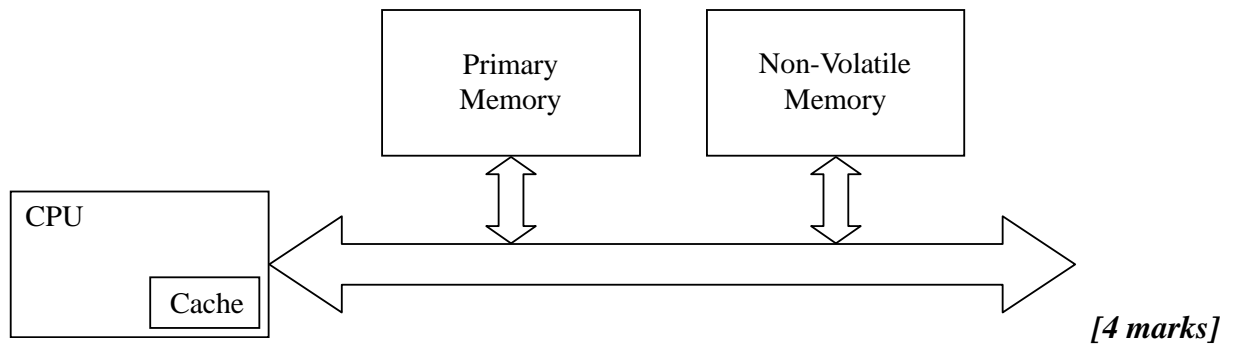 Primary
Memory
Non-Volatile
Memory
CPU
Cache
[4 marks]